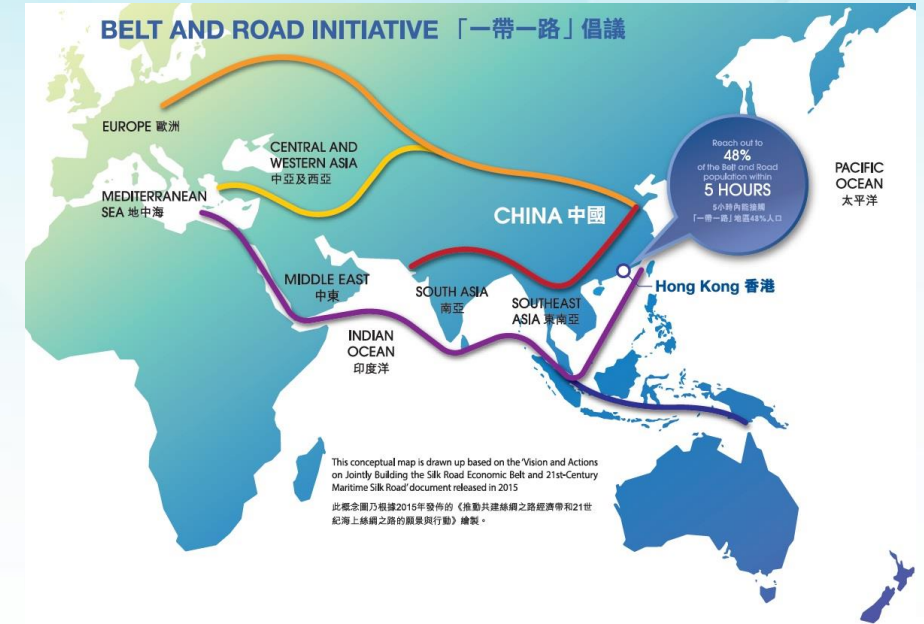 BELT AND ROAD INITIATIVE 「一帶一路」倡議
EUROPE 歐洲
CENTRAL AND
WESTERN ASIA
中亞及西亞
MEDITERRANEAN
SEA 地中海
Reach out to
48%
of the Belt and Road
population within
5 HOURS
5小時內能接觸
「一帶一路」地區48%人口
PACIFIC
OCEAN
太平洋
CHINA 中國
MIDDLE EAST
中東
SOUTH ASIA
南亞
SOUTHEAST
ASIA 東南亞
Hong Kong 香港
INDIAN
OCEAN
印度洋
This conceptual map is drawn up based on the 'Vision and Actions
on Jointly Building the Silk Road Economic Belt and 21st-Century
Maritime Silk Road' document released in 2015
此概念圖乃根據2015年發佈的《推動共建絲綢之路經濟帶和21世
紀海上絲綢之路的願景與行動》繪製。